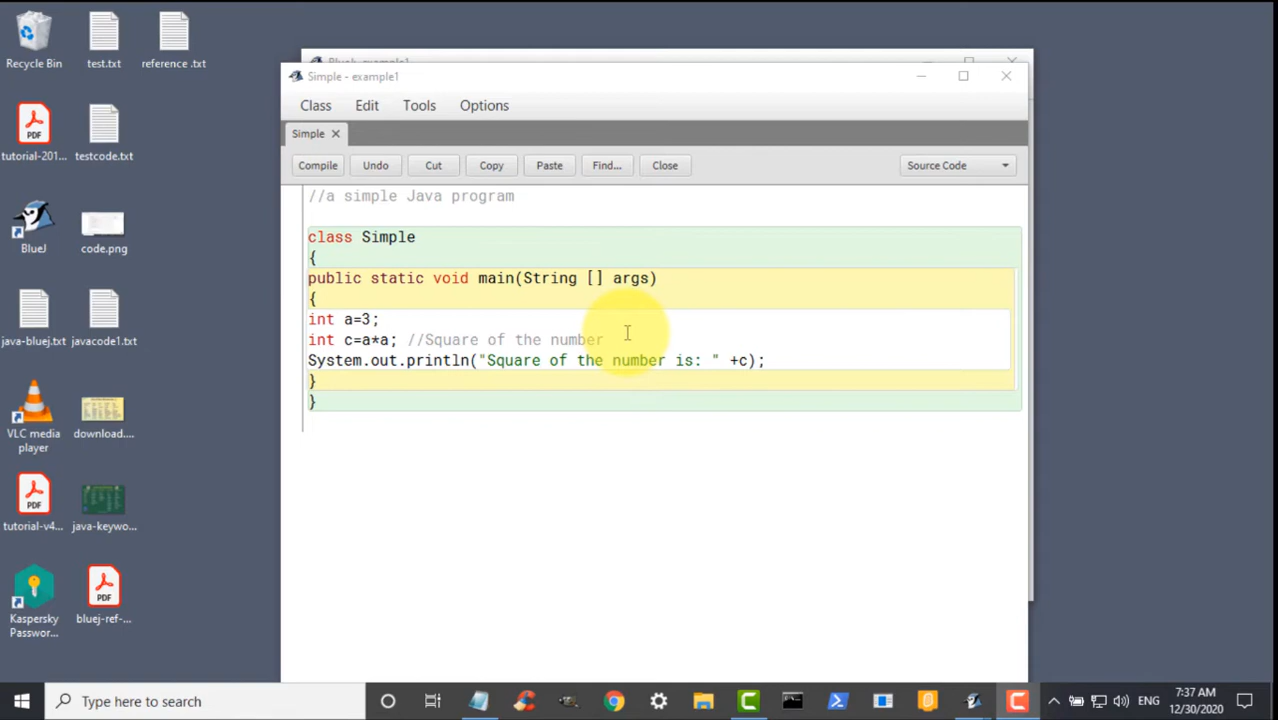 Recycle Bin
test.txt
reference .txt
PDF
tutorial-201...
testcode.txt
BlueJ
code.png
java-bluej.txt
javacode1.txt
VLC media
player
download....
PDF
tutorial-v4...
java-keywo...
Kaspersky
Passwor...
PDF
bluej-ref-...
Simple - example1
Class Edit Tools Options
Simple
Compile Undo Cut Copy Paste Find... Close Source Code
//a simple Java program
class Simple
{
public static void main(String [] args)
{
int a=3;
int c=a*a; //Square of the number
System.out.println("Square of the number is: " +c);
}
}
Type here to search
ENG
7:37 AM
12/30/2020